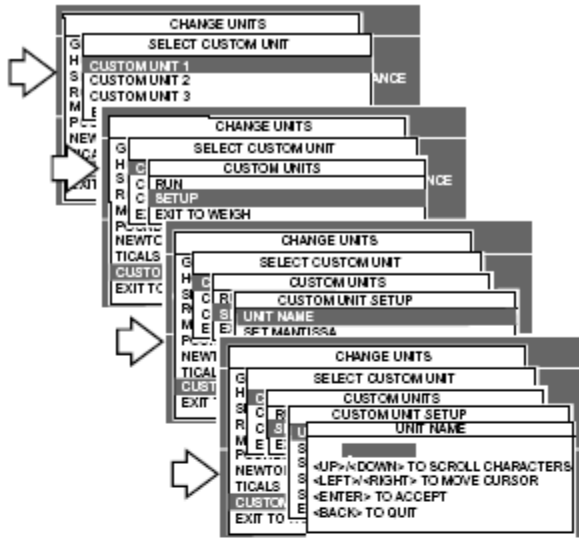 CHANGE UNITS
SELECT CUSTOM UNIT
G
H
CUSTOM UNIT 1
S
CUSTOM UNIT 2
R
CUSTOM UNIT 3
M
E
CHANGE UNITS
SELECT CUSTOM UNIT
CUSTOM UNITS
G
H
C
RUN
S
C
SETUP
R
C
M
E
EXIT TO WEIGH
NEWTO
TICALS
CUSTO
EXIT TO
CHANGE UNITS
SELECT CUSTOM UNIT
CUSTOM UNITS
CUSTOM UNIT SETUP
G
H
C
UNIT NAME
C
SET MANTISSA
CHANGE UNITS
SELECT CUSTOM UNIT
CUSTOM UNITS
CUSTOM UNIT SETUP
UNIT NAME
G
H
C
C
C
E
<UP>/<DOWN> TO SCROLL CHARACTERS
NEWTO
<LEFT>/<RIGHT> TO MOVE CURSOR
TICALS
<ENTER> TO ACCEPT
CUSTOM
<BACK> TO QUIT
EXIT TO